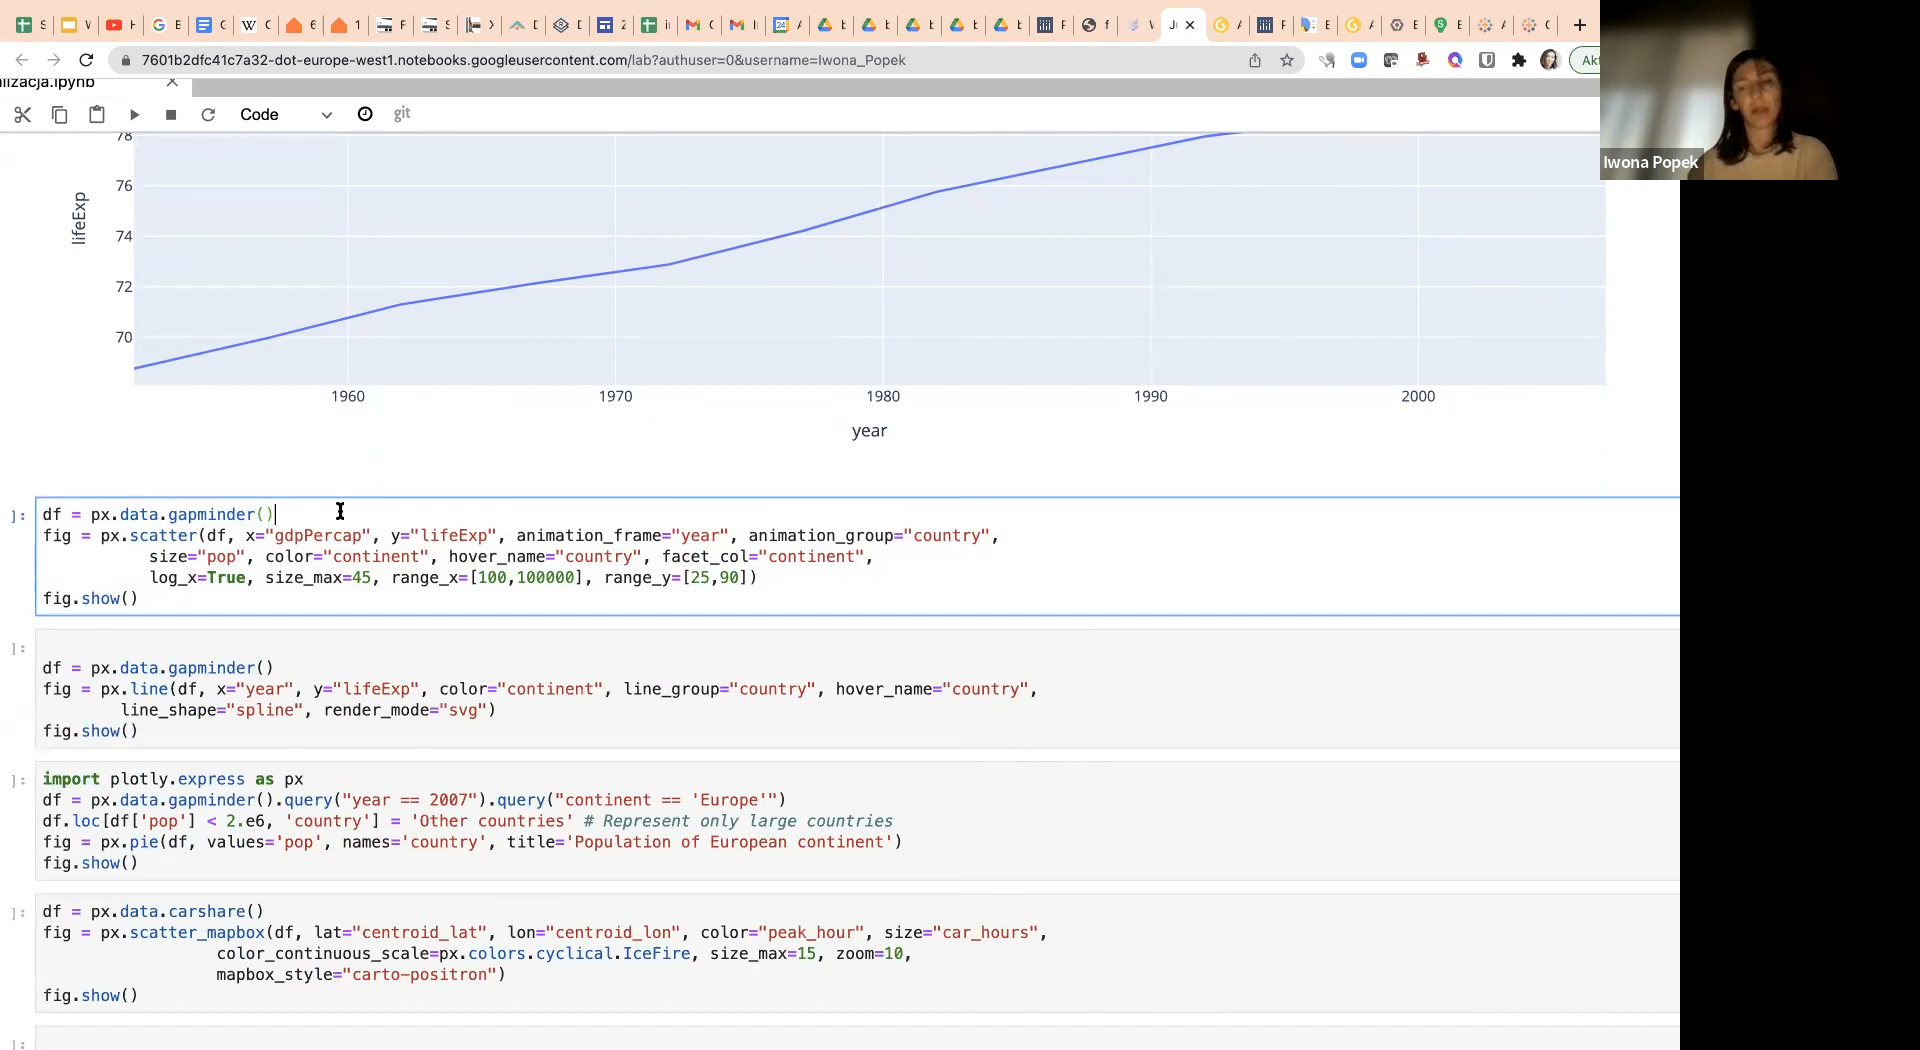 7601b2dfc41c7a32-dot-europe-west1.notebooks.googleusercontent.com/lab?authuser=0&username=Iwona_Popek
Akt
lizacja.ipynb
Code
git
Iwona Popek
78
76
74
72
70
lifeExp
1960 1970 1980 1990 2000
year
]:
df = px.data.gapminder()
fig = px.scatter(df, x="gdpPercap", y="lifeExp", animation_frame="year", animation_group="country",
size="pop", color="continent", hover_name="country", facet_col="continent",
log_x=True, size_max=45, range_x=[100,100000], range_y=[25,90])
fig.show()
]:
df = px.data.gapminder()
fig = px.line(df, x="year", y="lifeExp", color="continent", line_group="country", hover_name="country",
line_shape="spline", render_mode="svg")
fig.show()
]:
import plotly.express as px
df = px.data.gapminder().query("year == 2007").query("continent == 'Europe'")
df.loc[df['pop'] < 2.e6, 'country'] = 'Other countries' # Represent only large countries
fig = px.pie(df, values='pop', names='country', title='Population of European continent')
fig.show()
]:
df = px.data.carshare()
fig = px.scatter_mapbox(df, lat="centroid_lat", lon="centroid_lon", color="peak_hour", size="car_hours",
color_continuous_scale=px.colors.cyclical.IceFire, size_max=15, zoom=10,
mapbox_style="carto-positron")
fig.show()
]: